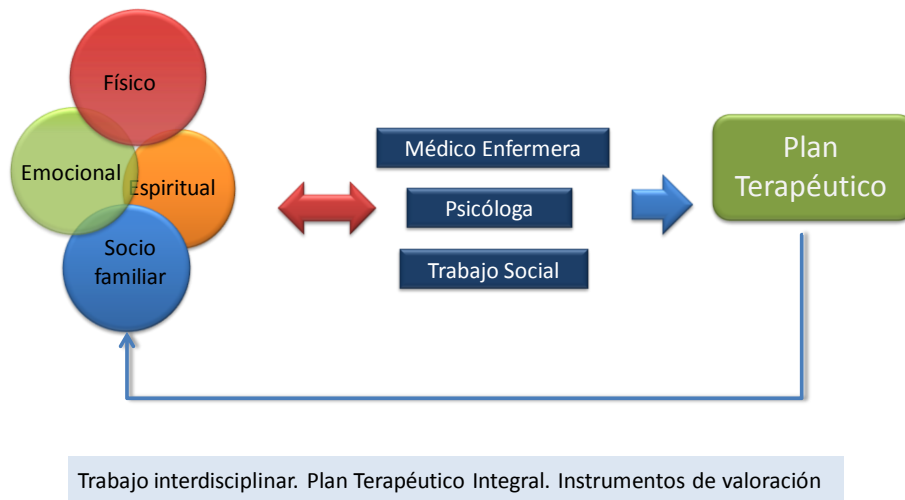 Físico
Emocional
Espiritual
Socio
familiar
Médico Enfermera
Psicóloga
Trabajo Social
Plan
Terapéutico
Trabajo interdisciplinar. Plan Terapéutico Integral. Instrumentos de valoración